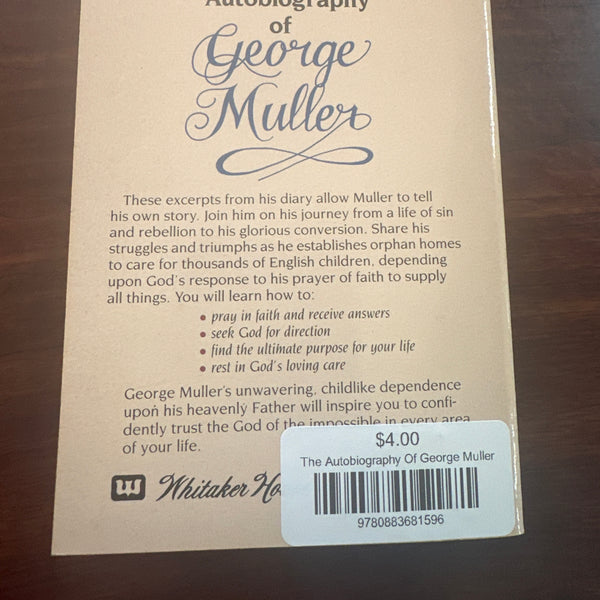 Autobiography
of
George
Muller
These excerpts from his diary allow Muller to tell
his own story. Join him on his journey from a life of sin
and rebellion to his glorious conversion. Share his
struggles and triumphs as he establishes orphan homes
to care for thousands of English children, depending
upon God's response to his prayer of faith to supply
all things. You will learn how to:
• pray in faith and receive answers
• seek God for direction
• find the ultimate purpose for your life
• rest in God's loving care
George Muller's unwavering, childlike dependence
upon his heavenly Father will inspire you to confi-
dently trust the God of the impossible in every area
of your life.
Whitaker Ho
$4.00
The Autobiography Of George Muller
9780883681596